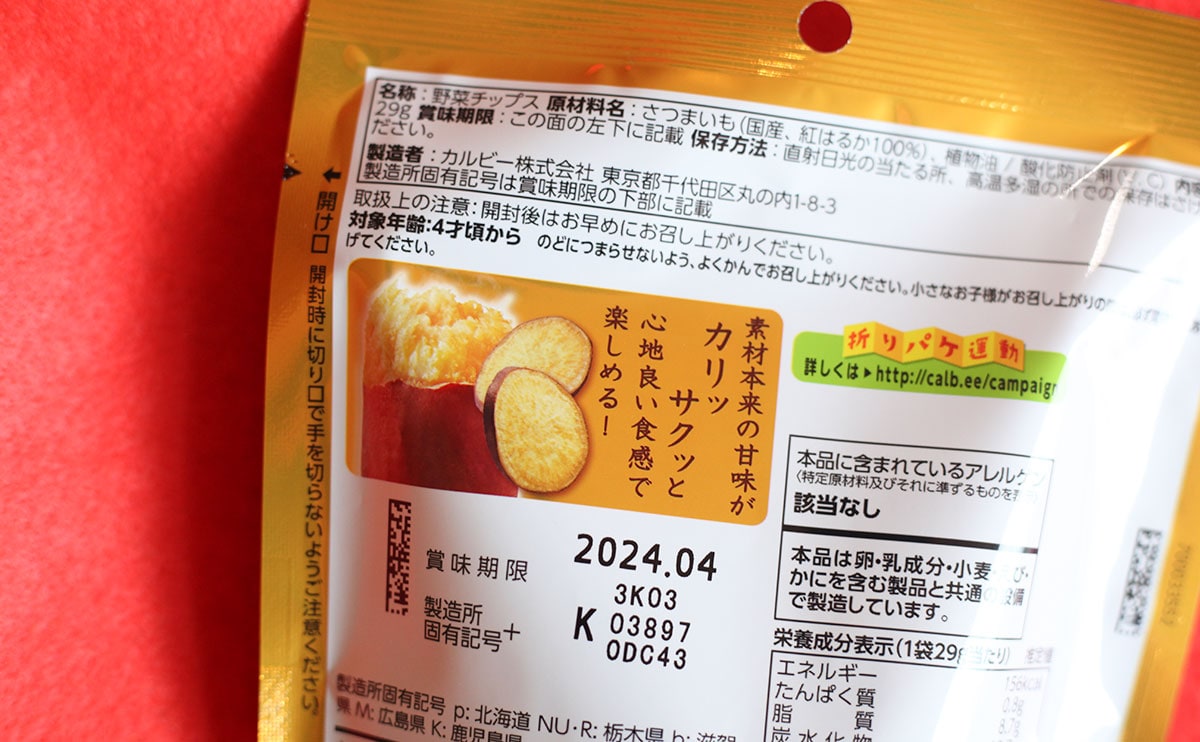 名称：野菜チップス 原材料名：さつまいも(国産、紅はるか100%)、植物油 / 酸化防止剤(V.C) 内容
29g 賞味期限：この面の左下に記載 保存方法：直射日光の当たる所、高温多湿の所での保存はさけ
ださい。
製造者：カルビー株式会社 東京都千代田区丸の内1-8-3
製造所固有記号は賞味期限の下部に記載
取扱上の注意：開封後はお早めにお召し上がりください。
対象年齢：4才頃から のどにつまらせないよう、よくかんでお召し上がりください。小さなお子様がお召し上がりの
げてください。
開け口 開封時に切り口で手を切らないようご注意ください。
素材本来の甘味が
カリッ サクッと
心地良い食感で
楽しめる！
折りパケ運動
詳しくは▶http://calb.ee/campaign
本品に含まれているアレルゲン
(特定原材料及びそれに準ずるものを
該当なし
本品は卵・乳成分・小麦・えび・
かにを含む製品と共通の設備
で製造しています。
賞味期限 2024.04
3K03
製造所
固有記号
+ K 03897
0DC43
栄養成分表示(1袋29g当たり)
エネルギー 156kcal
たんぱく質 0.3g
脂質 8.7g
炭水化物
製造所固有記号 p:北海道 NU・R:栃木県 b:滋賀
県 M:広島県 K:鹿児島県